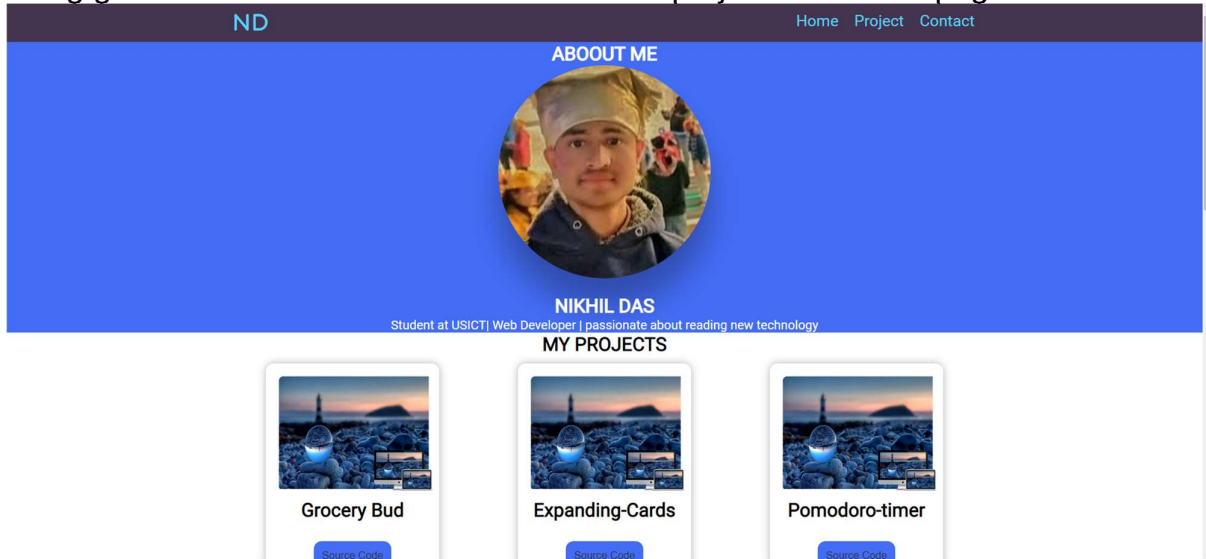 ND Home Project Contact
ABOOUT ME
NIKHIL DAS
Student at USICT| Web Developer | passionate about reading new technology
MY PROJECTS
Grocery Bud Expanding-Cards Pomodoro-timer
Source Code Source Code Source Code